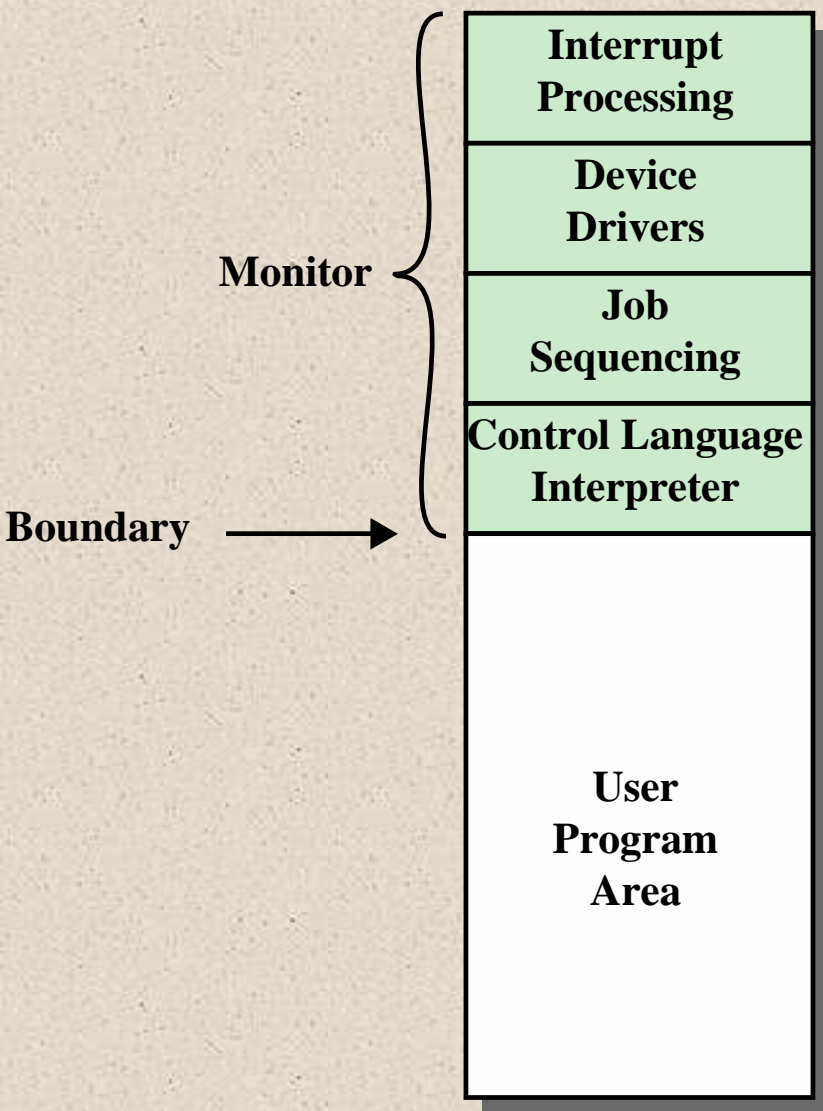 Interrupt
Processing
Device
Drivers
Monitor
Job
Sequencing
Control Language
Interpreter
Boundary
User
Program
Area